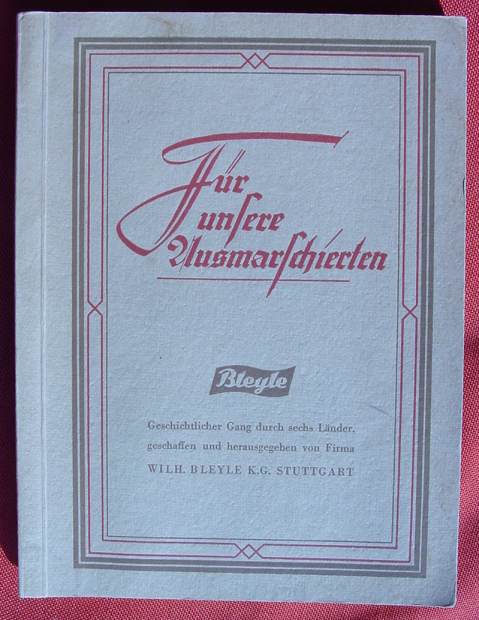 Für
unsere
Ausmarschierten
Bleyle
Geschichtlicher Gang durch sechs Länder,
geschaffen und herausgegeben von Firma
WILH. BLEYLE K.G. STUTTGART